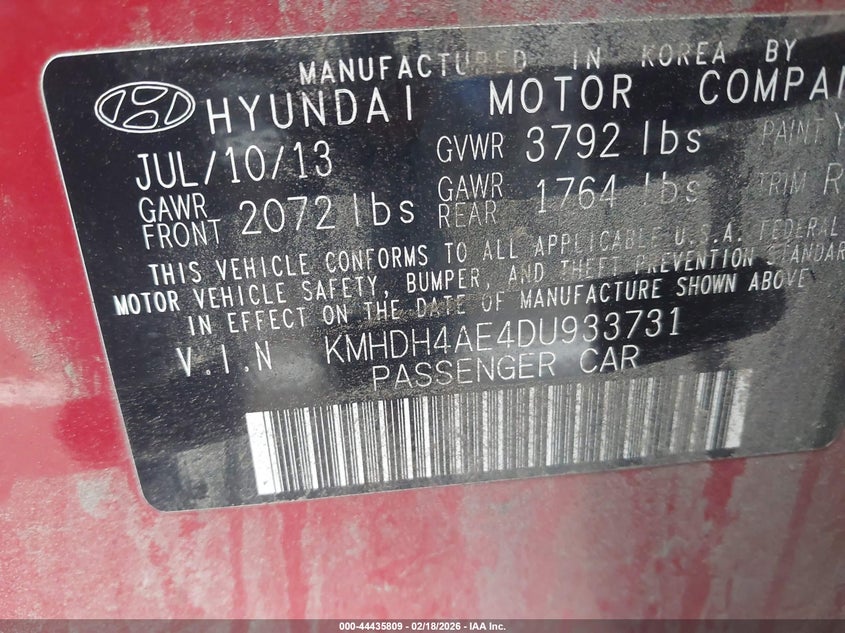 MANUFACTURED IN KOREA BY
HYUNDAI MOTOR COMPAN
JUL/10/13 GVWR 3792 lbs PAINT Y
GAWR FRONT 2072 lbs GAWR REAR 1764 lbs TRIM R
THIS VEHICLE CONFORMS TO ALL APPLICABLE U.S.A. FEDERAL
MOTOR VEHICLE SAFETY, BUMPER, AND THEFT PREVENTION STANDAR
IN EFFECT ON THE DATE OF MANUFACTURE SHOWN ABOVE
V.I.N KMHDH4AE4DU933731
PASSENGER CAR
000-44435809 - 02/18/2026 - IAA Inc.